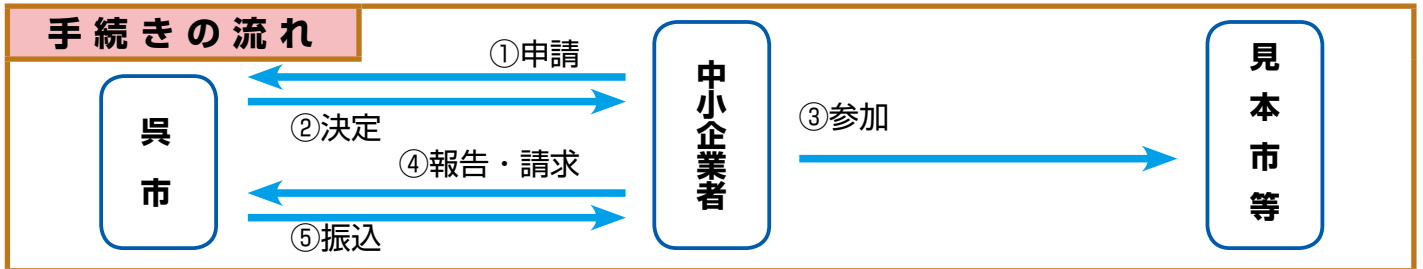 手続きの流れ
呉市
①申請
②決定
④報告・請求
⑤振込
中小企業者
③参加
見本市等